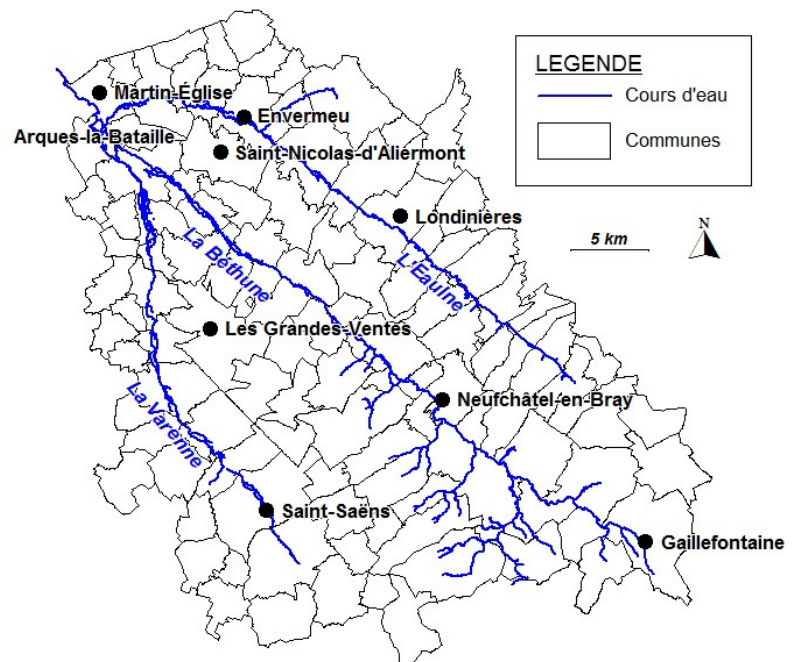 LEGENDE
Cours d'eau
Communes
N
5 km
Martin-Église
Envermeu
Arques-la-Bataille
Saint-Nicolas-d'Aliermont
Londinières
La Béthune
L'Eaulne
Les Grandes-Ventes
La Varenne
Neufchâtel-en-Bray
Saint-Saëns
Gaillefontaine